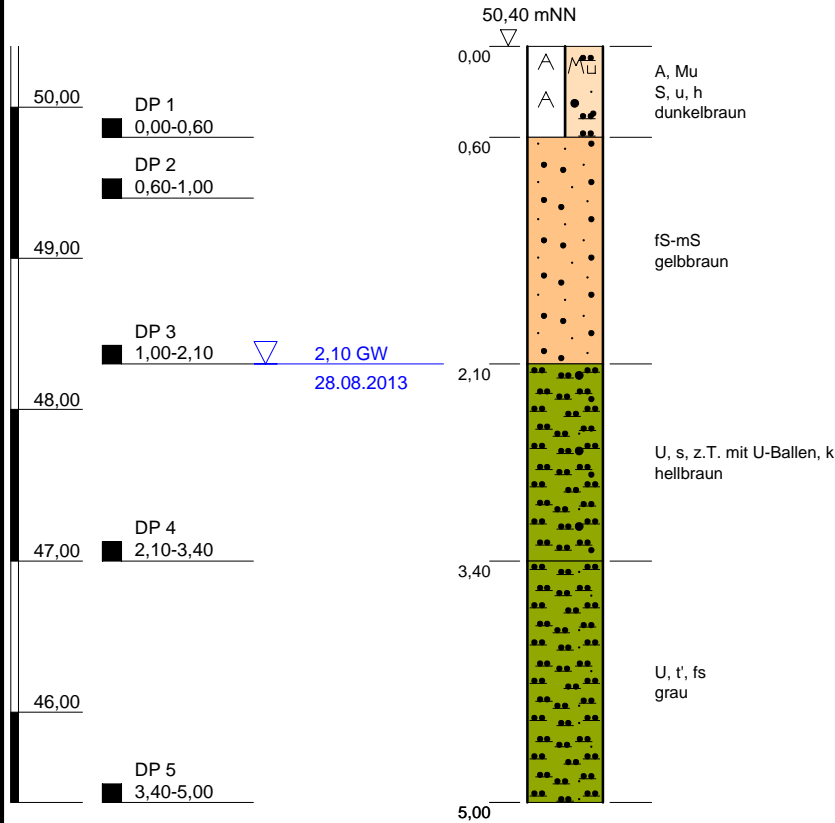 50,40 mNN
50,00
49,00
48,00
47,00
46,00
DP 1
0,00-0,60
DP 2
0,60-1,00
DP 3
1,00-2,10
DP 4
2,10-3,40
DP 5
3,40-5,00
2,10 GW
28.08.2013
0,00
0,60
2,10
3,40
5,00
A Mu
A
A, Mu
S, u, h
dunkelbraun
fS-mS
gelbbraun
U, s, z.T. mit U-Ballen, k
hellbraun
U, t', fs
grau